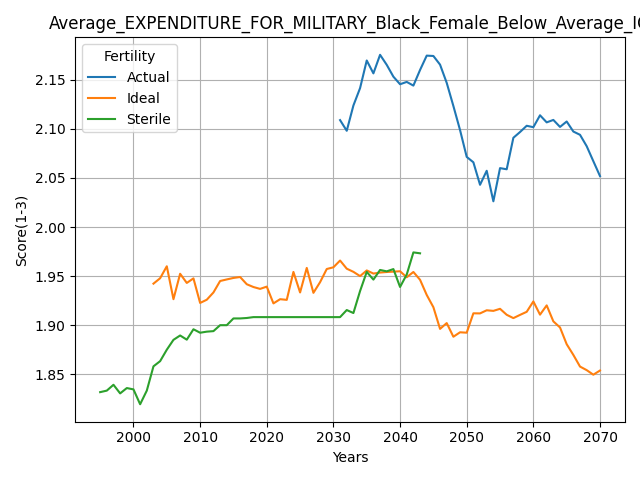 Average_EXPENDITURE_FOR_MILITARY_Black_Female_Below_Average_I
Fertility
Actual
Ideal
Sterile
Score(1-3)
2.15
2.10
2.05
2.00
1.95
1.90
1.85
2000 2010 2020 2030 2040 2050 2060 2070
Years